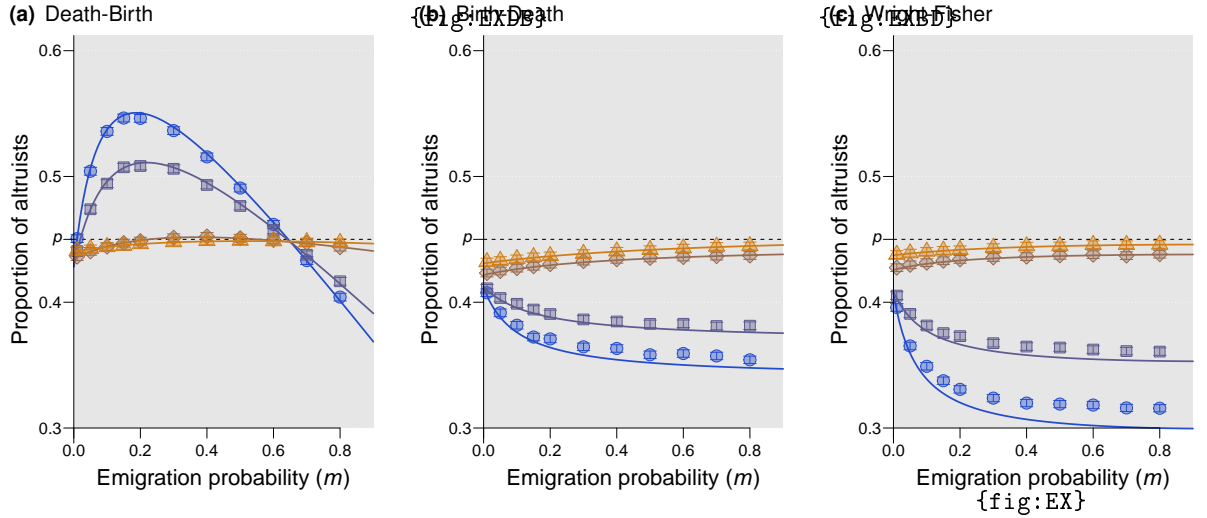 (a) Death-Birth
{fig:EXDB}
(b) Birth-Death
{fig:EXBD}
(c) Wright-Fisher
0.6
0.5
p
0.4
0.3
0.0 0.2 0.4 0.6 0.8
Proportion of altruists
Emigration probability (m)
0.6
0.5
p
0.4
0.3
0.0 0.2 0.4 0.6 0.8
Proportion of altruists
Emigration probability (m)
0.6
0.5
p
0.4
0.3
0.0 0.2 0.4 0.6 0.8
Proportion of altruists
Emigration probability (m)
{fig:EX}